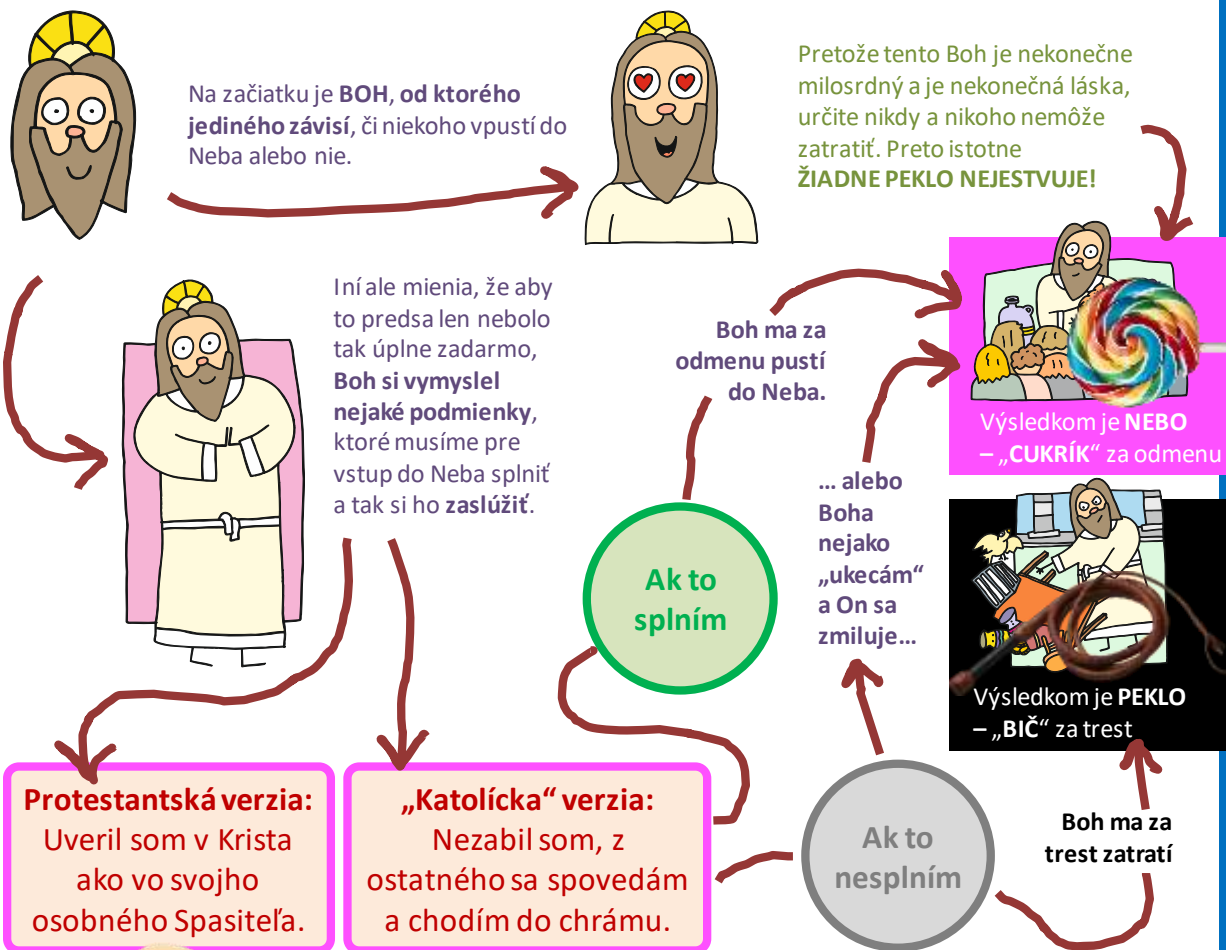 Na začiatku je BOH, od ktorého
jediného závisí, či niekoho vpustí do
Neba alebo nie.
Pretože tento Boh je nekonečne
milosrdný a je nekonečná láska,
určite nikdy a nikoho nemôže
zatratiť. Preto istotne
ŽIADNE PEKLO NEJESTVUJE!
Iní ale mienia, že aby
to predsa len nebolo
tak úplne zadarmo,
Boh si vymyslel
nejaké podmienky,
ktoré musíme pre
vstup do Neba splniť
a tak si ho zaslúžiť.
Boh ma za
odmenu pustí
do Neba.
Výsledkom je NEBO
– „CUKRÍK“ za odmenu
... alebo
Boha
nejako
„ukecám“
a On sa
zmiluje...
Ak to
splním
Výsledkom je PEKLO
– „BIČ“ za trest
Protestantská verzia:
Uveril som v Krista
ako vo svojho
osobného Spasiteľa.
„Katolícka“ verzia:
Nezabil som, z
ostatného sa spovedám
a chodím do chrámu.
Ak to
nesplním
Boh ma za
trest zatratí